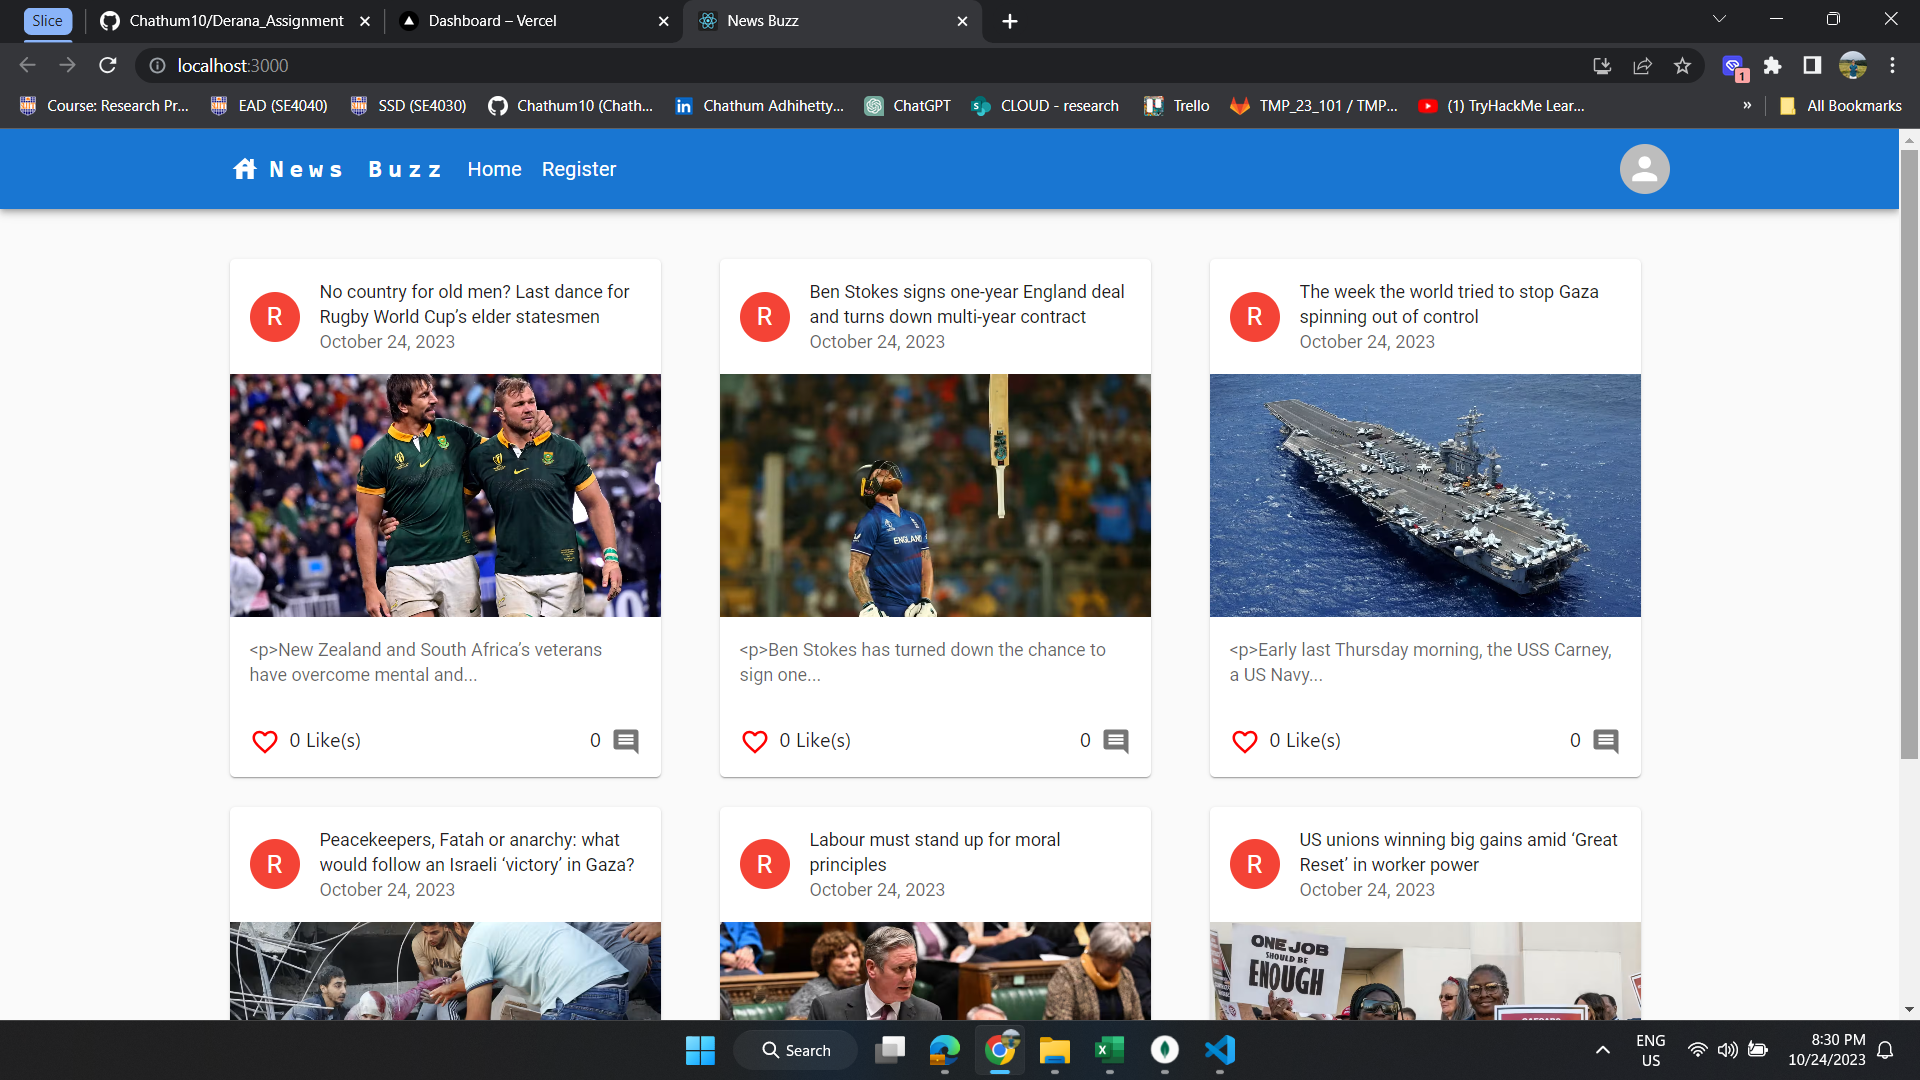 Slice
Chathum10/Derana_Assignment
Dashboard – Vercel
News Buzz
localhost:3000
1
Course: Research Pr...
EAD (SE4040)
SSD (SE4030)
Chathum10 (Chath...
Chathum Adhihetty...
ChatGPT
CLOUD - research
Trello
TMP_23_101 / TMP...
(1) TryHackMe Lear...
»
All Bookmarks
News Buzz
Home
Register
R
No country for old men? Last dance for
Rugby World Cup’s elder statesmen
October 24, 2023
<p>New Zealand and South Africa’s veterans
have overcome mental and...
0 Like(s)
0
R
Ben Stokes signs one-year England deal
and turns down multi-year contract
October 24, 2023
ENGLAND
<p>Ben Stokes has turned down the chance to
sign one...
0 Like(s)
0
R
The week the world tried to stop Gaza
spinning out of control
October 24, 2023
<p>Early last Thursday morning, the USS Carney,
a US Navy...
0 Like(s)
0
R
Peacekeepers, Fatah or anarchy: what
would follow an Israeli ‘victory’ in Gaza?
October 24, 2023
R
Labour must stand up for moral
principles
October 24, 2023
R
US unions winning big gains amid ‘Great
Reset’ in worker power
October 24, 2023
ONE JOB
SHOULD BE
ENOUGH
Search
ENG
US
8:30 PM
10/24/2023